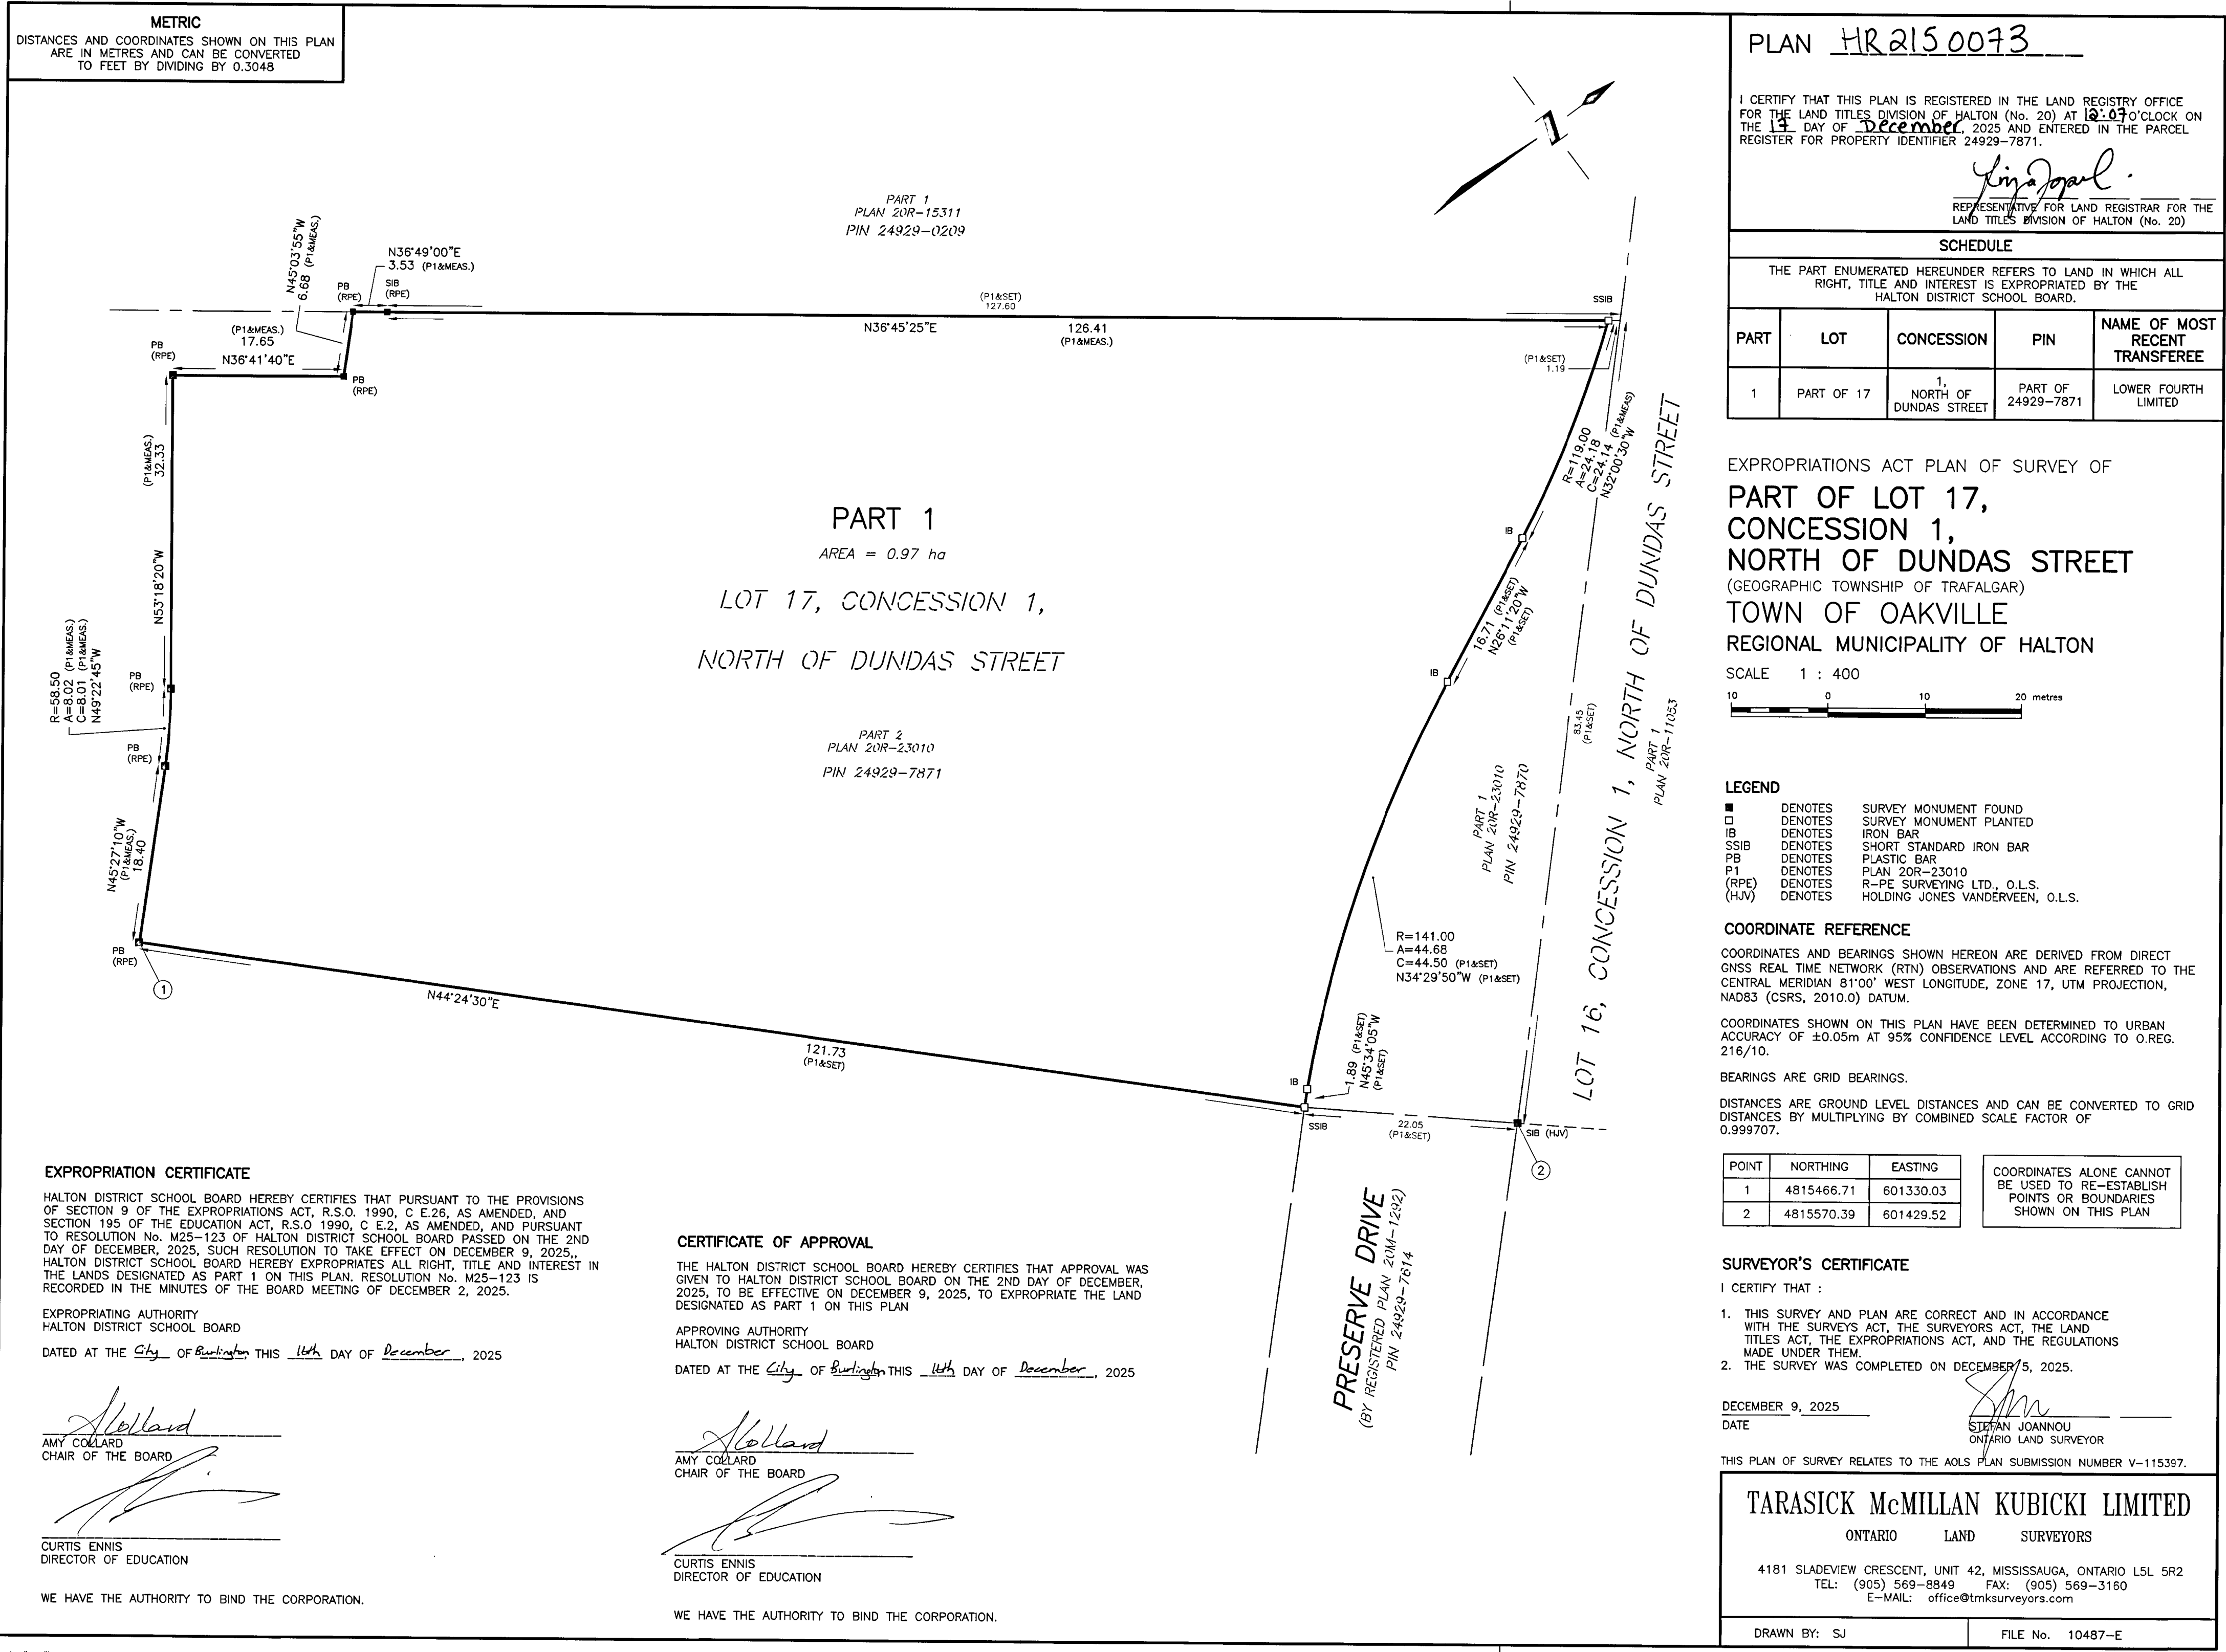 METRIC
DISTANCES AND COORDINATES SHOWN ON THIS PLAN
ARE IN METRES AND CAN BE CONVERTED
TO FEET BY DIVIDING BY 0.3048
PART 1
PLAN 20R-15311
PIN 24929-0209
N45°03'55"W
6.68 (P1&MEAS.)
N36°49'00"E
3.53 (P1&MEAS.)
PB
(RPE)
SIB
(RPE)
(P1&SET)
127.60
SSIB
N36°45'25"E
126.41
(P1&MEAS.)
(P1&MEAS.)
17.65
N36°41'40"E
PB
(RPE)
PB
(RPE)
(P1&SET)
1.19
(P1&MEAS.)
32.33
N53°18'20"W
R=119.00
A=24.18
C=24.14 (P1&MEAS)
N32°00'30"W
IB
16.71 (P1&SET)
N26°11'20"W
(P1&SET)
IB
PART 1
AREA = 0.97 ha
LOT 17, CONCESSION 1,
NORTH OF DUNDAS STREET
PART 2
PLAN 20R-23010
PIN 24929-7871
R=58.50
A=8.02 (P1&MEAS.)
C=8.01 (P1&MEAS.)
N49°22'45"W
PB
(RPE)
PB
(RPE)
N45°27'10"W
(P1&MEAS.)
18.40
PB
(RPE)
1
N44°24'30"E
121.73
(P1&SET)
83.45
(P1&SET)
PART 1
PLAN 20R-23010
PIN 24929-7870
LOT 16, CONCESSION 1, NORTH OF DUNDAS STREET
PART 1
PLAN 20R-11053
R=141.00
A=44.68
C=44.50 (P1&SET)
N34°29'50"W (P1&SET)
IB
1.89 (P1&SET)
N45°34'05"W
(P1&SET)
SSIB
22.05
(P1&SET)
SIB (HJV)
2
PRESERVE DRIVE
(BY REGISTERED PLAN 20M-1292)
PIN 24929-7614
EXPROPRIATION CERTIFICATE
HALTON DISTRICT SCHOOL BOARD HEREBY CERTIFIES THAT PURSUANT TO THE PROVISIONS
OF SECTION 9 OF THE EXPROPRIATIONS ACT, R.S.O. 1990, C E.26, AS AMENDED, AND
SECTION 195 OF THE EDUCATION ACT, R.S.O 1990, C E.2, AS AMENDED, AND PURSUANT
TO RESOLUTION No. M25-123 OF HALTON DISTRICT SCHOOL BOARD PASSED ON THE 2ND
DAY OF DECEMBER, 2025, SUCH RESOLUTION TO TAKE EFFECT ON DECEMBER 9, 2025,,
HALTON DISTRICT SCHOOL BOARD HEREBY EXPROPRIATES ALL RIGHT, TITLE AND INTEREST IN
THE LANDS DESIGNATED AS PART 1 ON THIS PLAN. RESOLUTION No. M25-123 IS
RECORDED IN THE MINUTES OF THE BOARD MEETING OF DECEMBER 2, 2025.
EXPROPRIATING AUTHORITY
HALTON DISTRICT SCHOOL BOARD
DATED AT THE City OF Burlington THIS 16th DAY OF December, 2025
AMY COLLARD
CHAIR OF THE BOARD
CURTIS ENNIS
DIRECTOR OF EDUCATION
WE HAVE THE AUTHORITY TO BIND THE CORPORATION.
CERTIFICATE OF APPROVAL
THE HALTON DISTRICT SCHOOL BOARD HEREBY CERTIFIES THAT APPROVAL WAS
GIVEN TO HALTON DISTRICT SCHOOL BOARD ON THE 2ND DAY OF DECEMBER,
2025, TO BE EFFECTIVE ON DECEMBER 9, 2025, TO EXPROPRIATE THE LAND
DESIGNATED AS PART 1 ON THIS PLAN
APPROVING AUTHORITY
HALTON DISTRICT SCHOOL BOARD
DATED AT THE City OF Burlington THIS 16th DAY OF December, 2025
AMY COLLARD
CHAIR OF THE BOARD
CURTIS ENNIS
DIRECTOR OF EDUCATION
WE HAVE THE AUTHORITY TO BIND THE CORPORATION.
PLAN HR2150073
I CERTIFY THAT THIS PLAN IS REGISTERED IN THE LAND REGISTRY OFFICE
FOR THE LAND TITLES DIVISION OF HALTON (No. 20) AT 12:07 O'CLOCK ON
THE 17 DAY OF December, 2025 AND ENTERED IN THE PARCEL
REGISTER FOR PROPERTY IDENTIFIER 24929-7871.
REPRESENTATIVE FOR LAND REGISTRAR FOR THE
LAND TITLES DIVISION OF HALTON (No. 20)
SCHEDULE
THE PART ENUMERATED HEREUNDER REFERS TO LAND IN WHICH ALL
RIGHT, TITLE AND INTEREST IS EXPROPRIATED BY THE
HALTON DISTRICT SCHOOL BOARD.
PART LOT CONCESSION PIN NAME OF MOST RECENT TRANSFEREE
1 PART OF 17 1, NORTH OF DUNDAS STREET PART OF 24929-7871 LOWER FOURTH LIMITED
EXPROPRIATIONS ACT PLAN OF SURVEY OF
PART OF LOT 17,
CONCESSION 1,
NORTH OF DUNDAS STREET
(GEOGRAPHIC TOWNSHIP OF TRAFALGAR)
TOWN OF OAKVILLE
REGIONAL MUNICIPALITY OF HALTON
SCALE 1 : 400
10 0 10 20 metres
LEGEND
■ DENOTES SURVEY MONUMENT FOUND
□ DENOTES SURVEY MONUMENT PLANTED
IB DENOTES IRON BAR
SSIB DENOTES SHORT STANDARD IRON BAR
PB DENOTES PLASTIC BAR
P1 DENOTES PLAN 20R-23010
(RPE) DENOTES R-PE SURVEYING LTD., O.L.S.
(HJV) DENOTES HOLDING JONES VANDERVEEN, O.L.S.
COORDINATE REFERENCE
COORDINATES AND BEARINGS SHOWN HEREON ARE DERIVED FROM DIRECT
GNSS REAL TIME NETWORK (RTN) OBSERVATIONS AND ARE REFERRED TO THE
CENTRAL MERIDIAN 81°00' WEST LONGITUDE, ZONE 17, UTM PROJECTION,
NAD83 (CSRS, 2010.0) DATUM.
COORDINATES SHOWN ON THIS PLAN HAVE BEEN DETERMINED TO URBAN
ACCURACY OF ±0.05m AT 95% CONFIDENCE LEVEL ACCORDING TO O.REG.
216/10.
BEARINGS ARE GRID BEARINGS.
DISTANCES ARE GROUND LEVEL DISTANCES AND CAN BE CONVERTED TO GRID
DISTANCES BY MULTIPLYING BY COMBINED SCALE FACTOR OF
0.999707.
POINT NORTHING EASTING
1 4815466.71 601330.03
2 4815570.39 601429.52
COORDINATES ALONE CANNOT
BE USED TO RE-ESTABLISH
POINTS OR BOUNDARIES
SHOWN ON THIS PLAN
SURVEYOR'S CERTIFICATE
I CERTIFY THAT :
1. THIS SURVEY AND PLAN ARE CORRECT AND IN ACCORDANCE
WITH THE SURVEYS ACT, THE SURVEYORS ACT, THE LAND
TITLES ACT, THE EXPROPRIATIONS ACT, AND THE REGULATIONS
MADE UNDER THEM.
2. THE SURVEY WAS COMPLETED ON DECEMBER 5, 2025.
DECEMBER 9, 2025
DATE
STEFAN JOANNOU
ONTARIO LAND SURVEYOR
THIS PLAN OF SURVEY RELATES TO THE AOLS PLAN SUBMISSION NUMBER V-115397.
TARASICK McMILLAN KUBICKI LIMITED
ONTARIO LAND SURVEYORS
4181 SLADEVIEW CRESCENT, UNIT 42, MISSISSAUGA, ONTARIO L5L 5R2
TEL: (905) 569-8849 FAX: (905) 569-3160
E-MAIL: office@tmksurveyors.com
DRAWN BY: SJ
FILE No. 10487-E